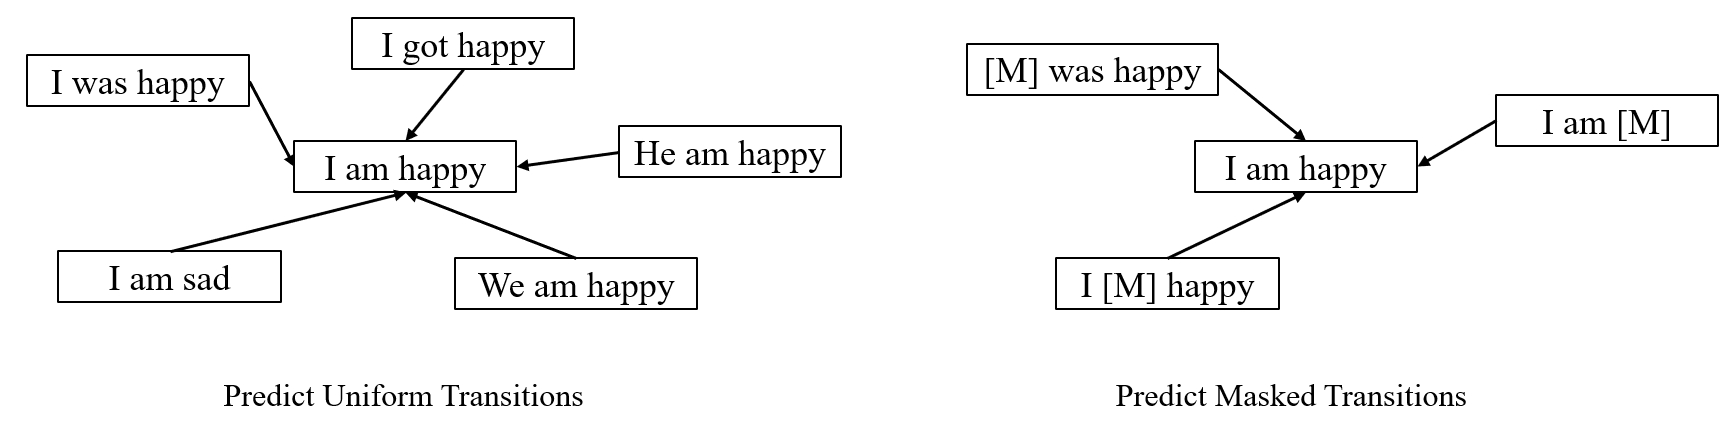 I got happy
I was happy
He am happy
I am happy
I am sad
We am happy
Predict Uniform Transitions
[M] was happy
I am [M]
I am happy
I [M] happy
Predict Masked Transitions